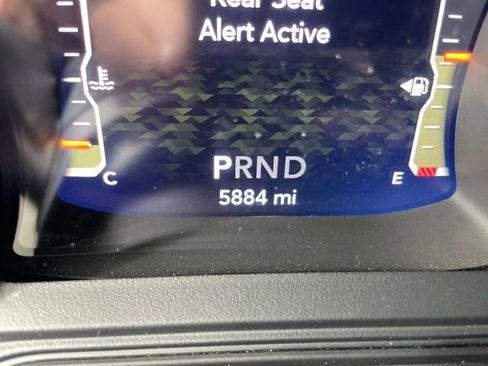 Rear Seat
Alert Active
PRND
C
E
5884 mi